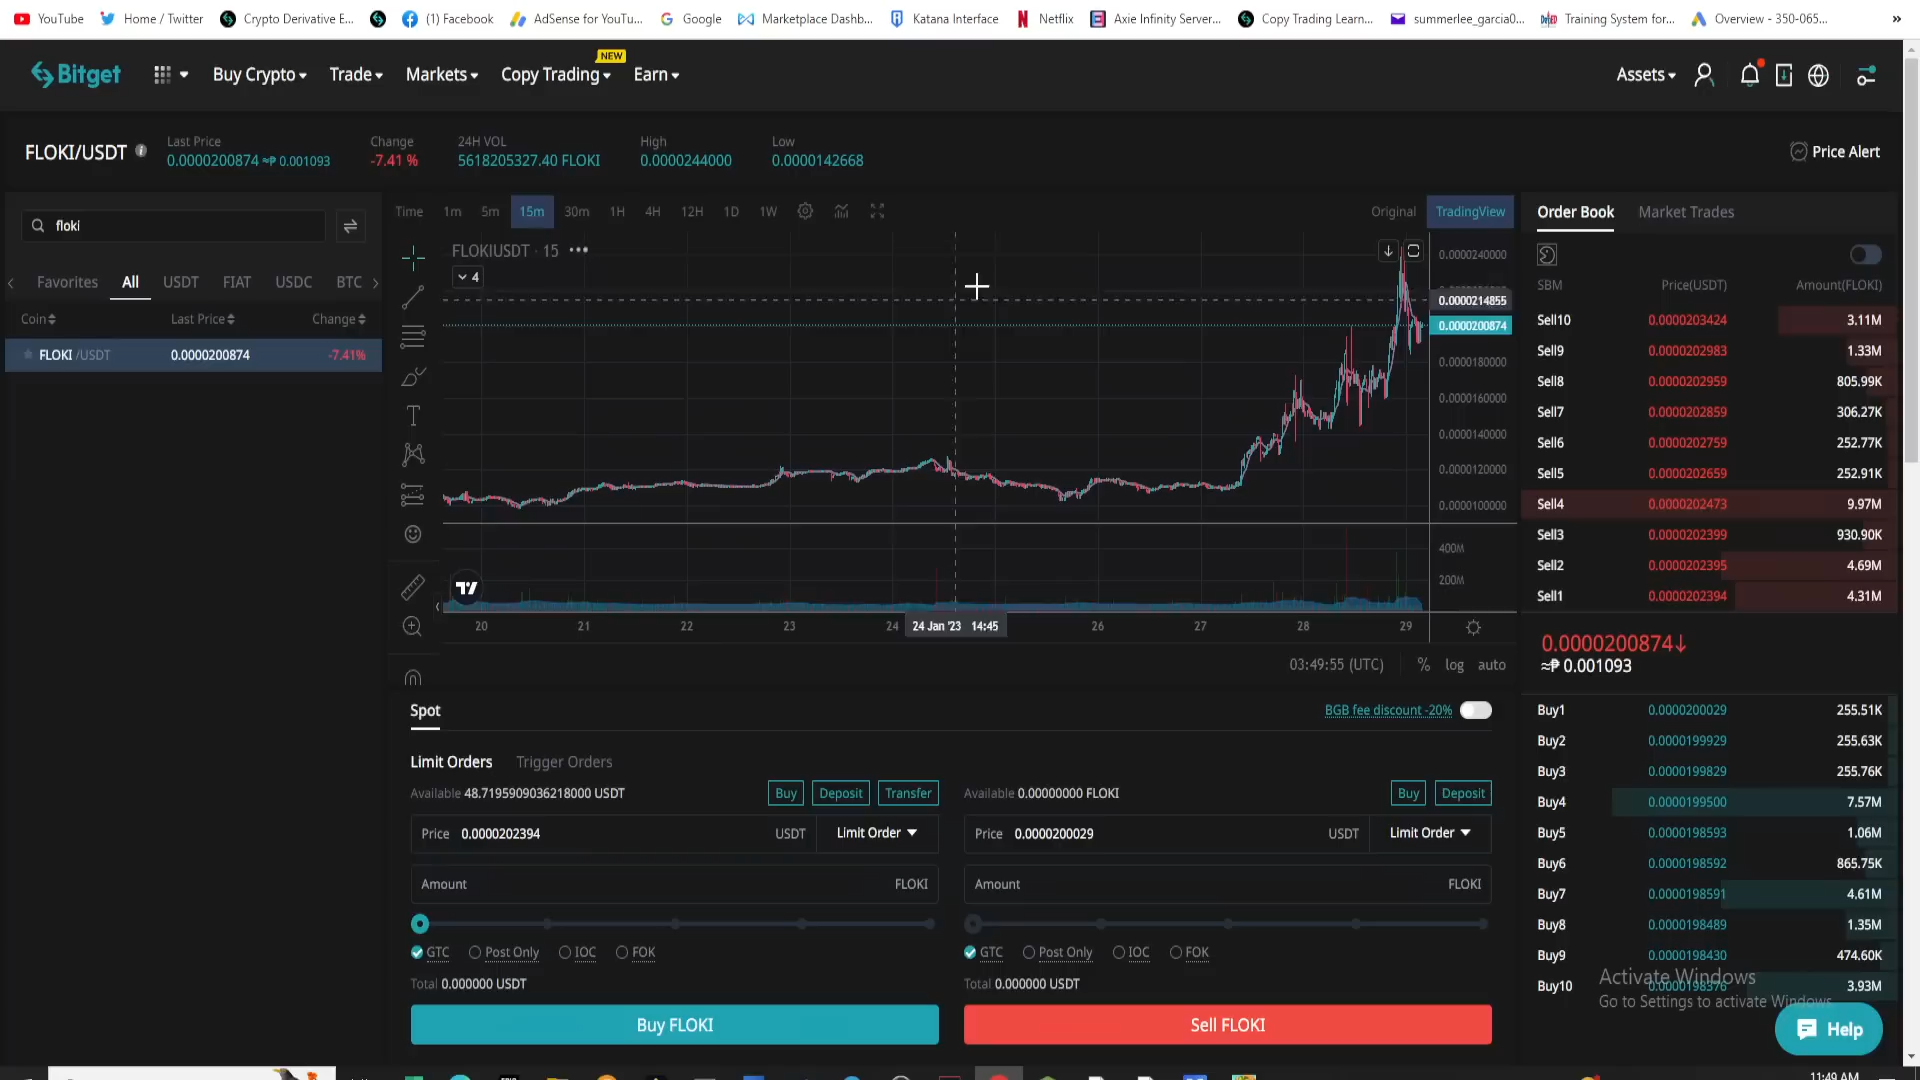 YouTube Home / Twitter Crypto Derivative E... (1) Facebook AdSense for YouTu... Google Marketplace Dashb... Katana Interface Netflix Axie Infinity Server... Copy Trading Learn... summerlee_garcia0... Training System for... Overview - 350-065... »
Bitget Buy Crypto Trade Markets Copy Trading NEW Earn Assets
FLOKI/USDT
Last Price
0.0000200874 ≈₱ 0.001093
Change
-7.41 %
24H VOL
5618205327.40 FLOKI
High
0.0000244000
Low
0.0000142668
Price Alert
floki
Favorites All USDT FIAT USDC BTC
Coin Last Price Change
FLOKI /USDT 0.0000200874 -7.41%
Time 1m 5m 15m 30m 1H 4H 12H 1D 1W Original TradingView
FLOKIUSDT · 15 •••
4
0.0000240000
0.0000214855
0.0000200874
0.0000180000
0.0000160000
0.0000140000
0.0000120000
0.0000100000
400M
200M
20 21 22 23 24 24 Jan '23 14:45 26 27 28 29
03:49:55 (UTC) % log auto
Order Book Market Trades
SBM Price(USDT) Amount(FLOKI)
Sell10 0.0000203424 3.11M
Sell9 0.0000202983 1.33M
Sell8 0.0000202959 805.99K
Sell7 0.0000202859 306.27K
Sell6 0.0000202759 252.77K
Sell5 0.0000202659 252.91K
Sell4 0.0000202473 9.97M
Sell3 0.0000202399 930.90K
Sell2 0.0000202395 4.69M
Sell1 0.0000202394 4.31M
0.0000200874↓
≈₱ 0.001093
Buy1 0.0000200029 255.51K
Buy2 0.0000199929 255.63K
Buy3 0.0000199829 255.76K
Buy4 0.0000199500 7.57M
Buy5 0.0000198593 1.06M
Buy6 0.0000198592 865.75K
Buy7 0.0000198591 4.61M
Buy8 0.0000198489 1.35M
Buy9 0.0000198430 474.60K
Buy10 0.0000198376 3.93M
Spot BGB fee discount -20%
Limit Orders Trigger Orders
Available 48.7195909036218000 USDT Buy Deposit Transfer
Price 0.0000202394 USDT Limit Order
Amount FLOKI
GTC Post Only IOC FOK
Total 0.000000 USDT
Buy FLOKI
Available 0.00000000 FLOKI Buy Deposit
Price 0.0000200029 USDT Limit Order
Amount FLOKI
GTC Post Only IOC FOK
Total 0.000000 USDT
Sell FLOKI
Activate Windows
Go to Settings to activate Windows.
Help
11:49 AM